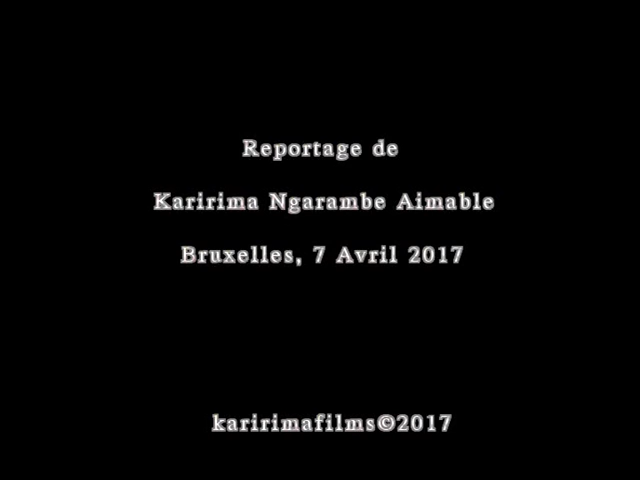 Reportage de
Karirima Ngarambe Aimable
Bruxelles, 7 Avril 2017
karirimafilms©2017